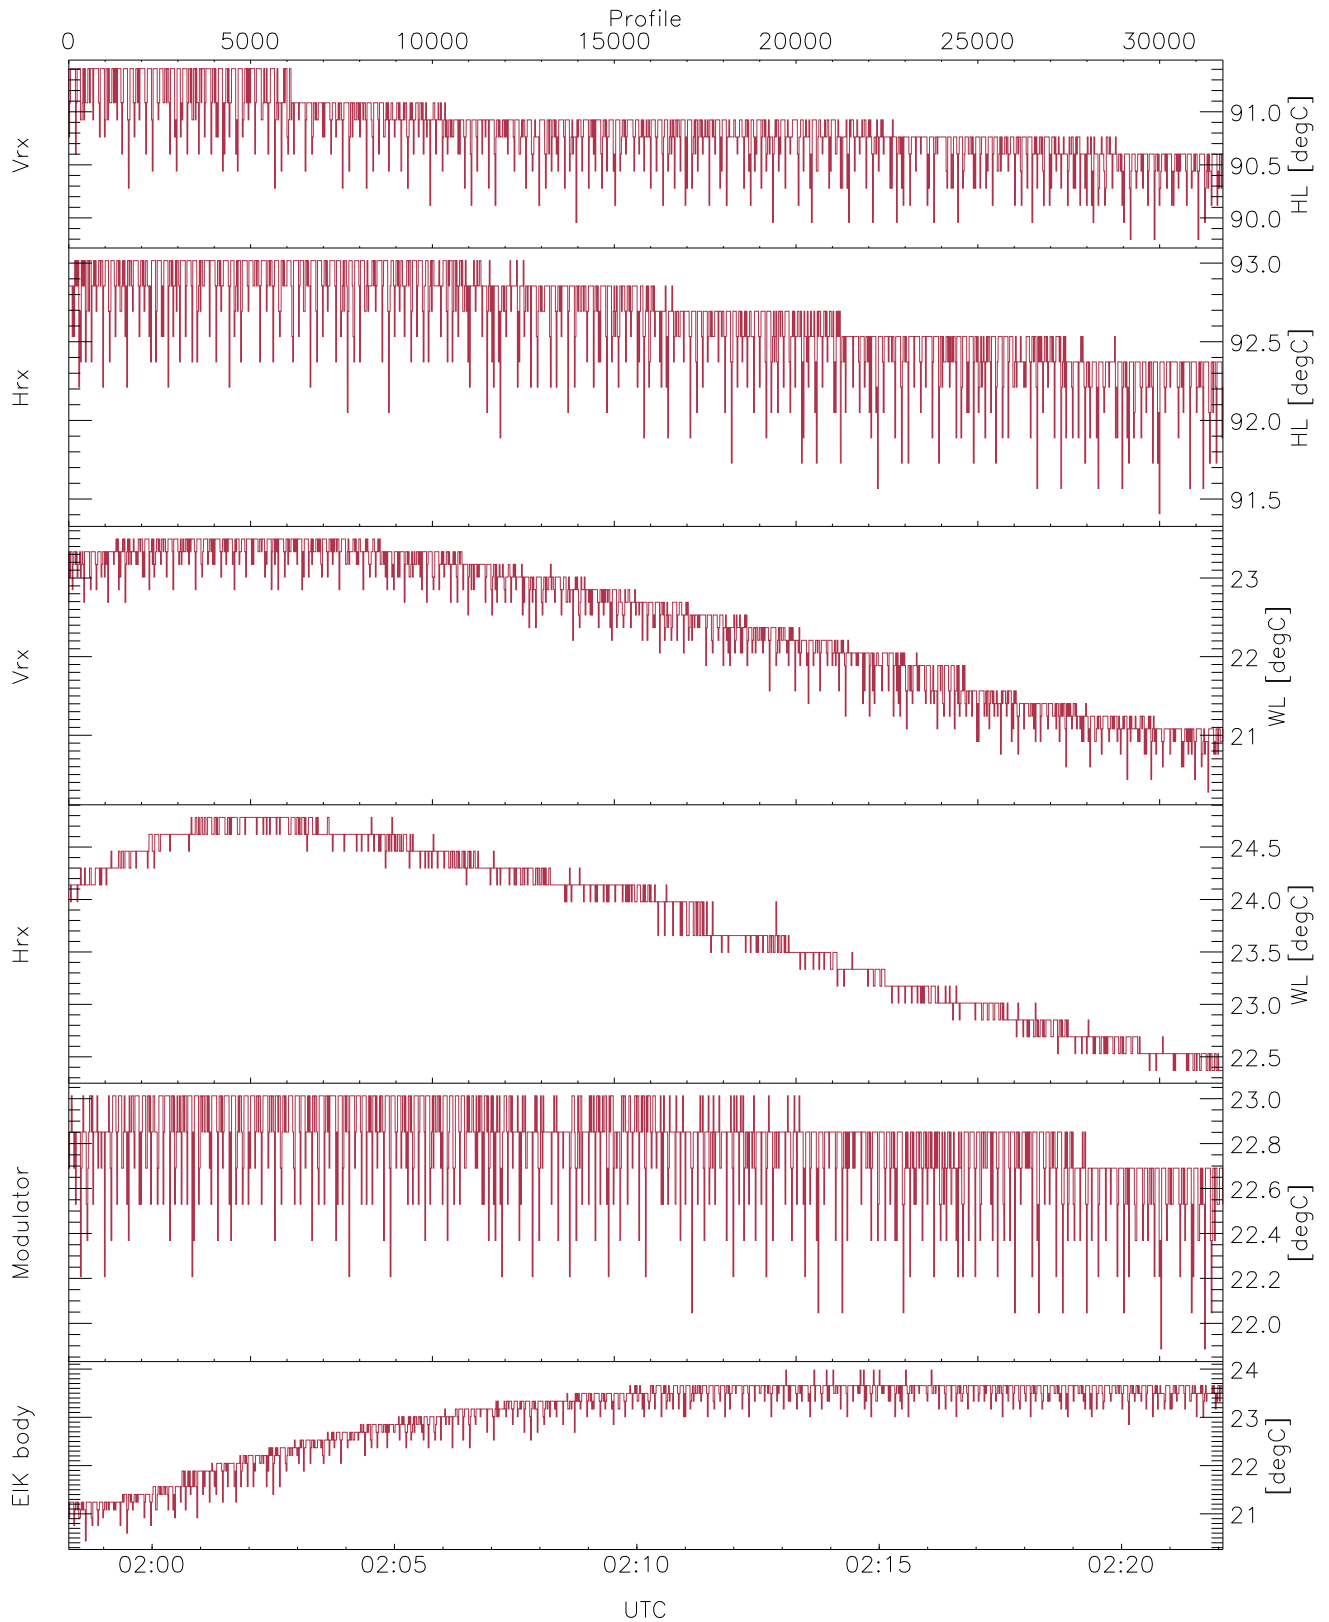 Profile
0 5000 10000 15000 20000 25000 30000
Vrx
91.0
90.5
90.0
HL [degC]
Hrx
93.0
92.5
92.0
91.5
HL [degC]
Vrx
23
22
21
WL [degC]
Hrx
24.5
24.0
23.5
23.0
22.5
WL [degC]
Modulator
23.0
22.8
22.6
22.4
22.2
22.0
[degC]
EIK body
24
23
22
21
[degC]
02:00 02:05 02:10 02:15 02:20
UTC